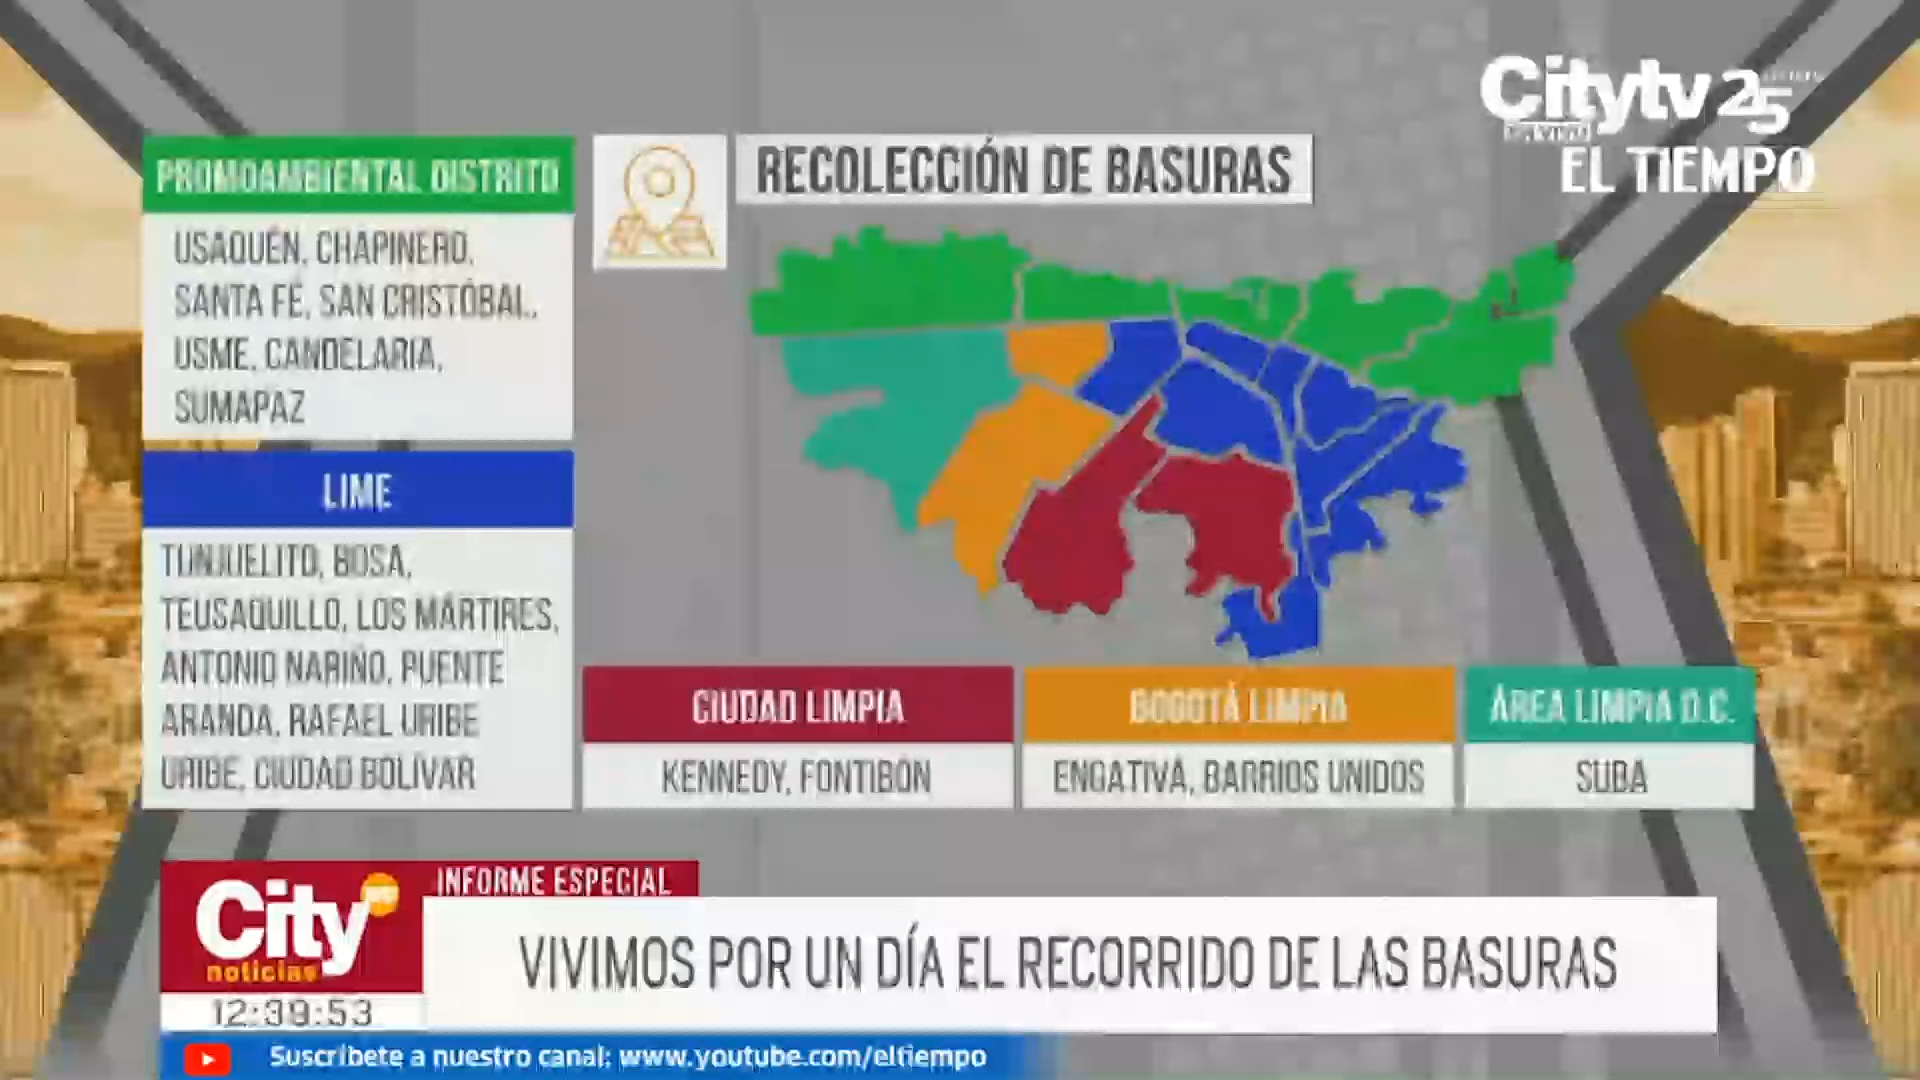 Citytv 25
EN VIVO
EL TIEMPO
PROMOAMBIENTAL DISTRITO
RECOLECCIÓN DE BASURAS
USAQUÉN, CHAPINERO,
SANTA FÉ, SAN CRISTÓBAL,
USME, CANDELARIA,
SUMAPAZ
LIME
TUNJUELITO, BOSA,
TEUSAQUILLO, LOS MÁRTIRES,
ANTONIO NARIÑO, PUENTE
ARANDA, RAFAEL URIBE
URIBE, CIUDAD BOLÍVAR
CIUDAD LIMPIA
KENNEDY, FONTIBÓN
BOGOTÁ LIMPIA
ENGATIVÁ, BARRIOS UNIDOS
ÁREA LIMPIA D.C.
SUBA
City
noticias
12:39:53
INFORME ESPECIAL
VIVIMOS POR UN DÍA EL RECORRIDO DE LAS BASURAS
Suscríbete a nuestro canal: www.youtube.com/eltiempo